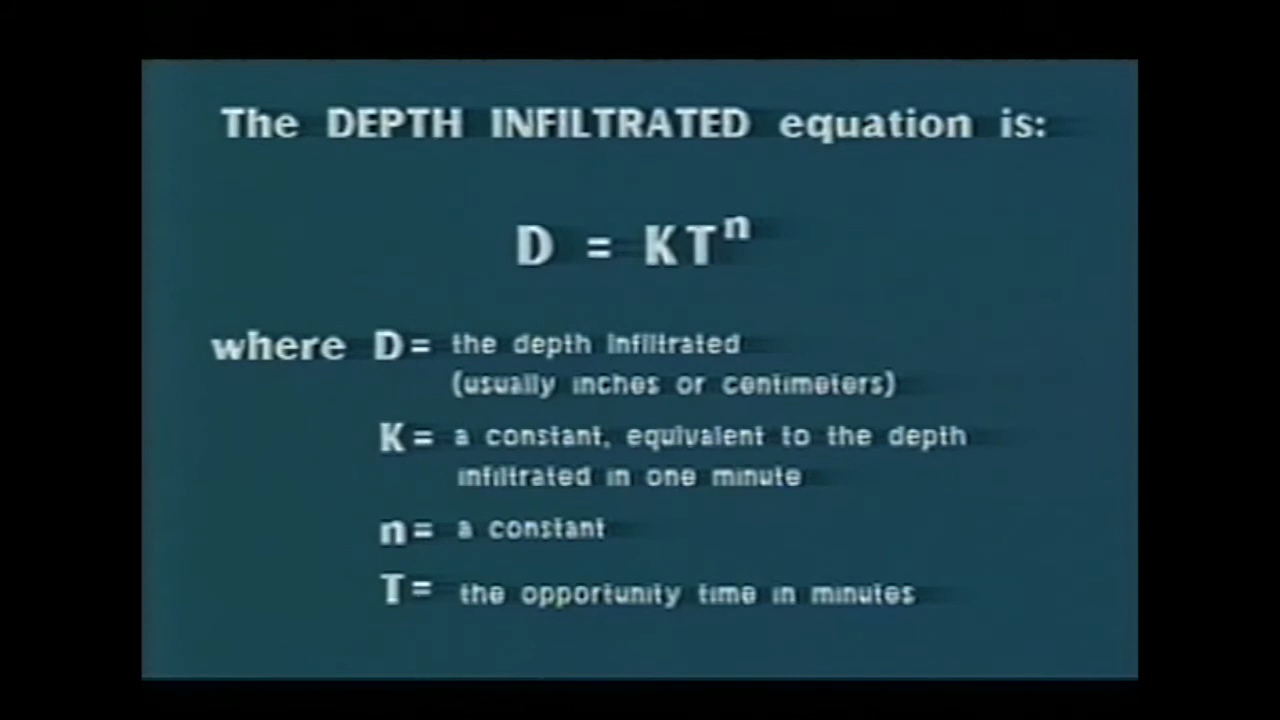 The DEPTH INFILTRATED equation is:
D = KTⁿ
where D = the depth infiltrated
(usually inches or centimeters)
K = a constant, equivalent to the depth
infiltrated in one minute
n = a constant
T = the opportunity time in minutes